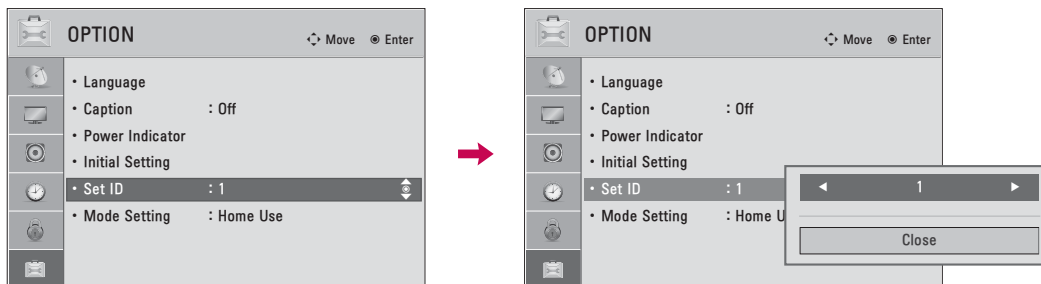 OPTION
Move Enter
• Language
• Caption : Off
• Power Indicator
• Initial Setting
• Set ID : 1
• Mode Setting : Home Use
OPTION
Move Enter
• Language
• Caption : Off
• Power Indicator
• Initial Setting
• Set ID : 1
• Mode Setting : Home U
◀ 1 ▶
Close